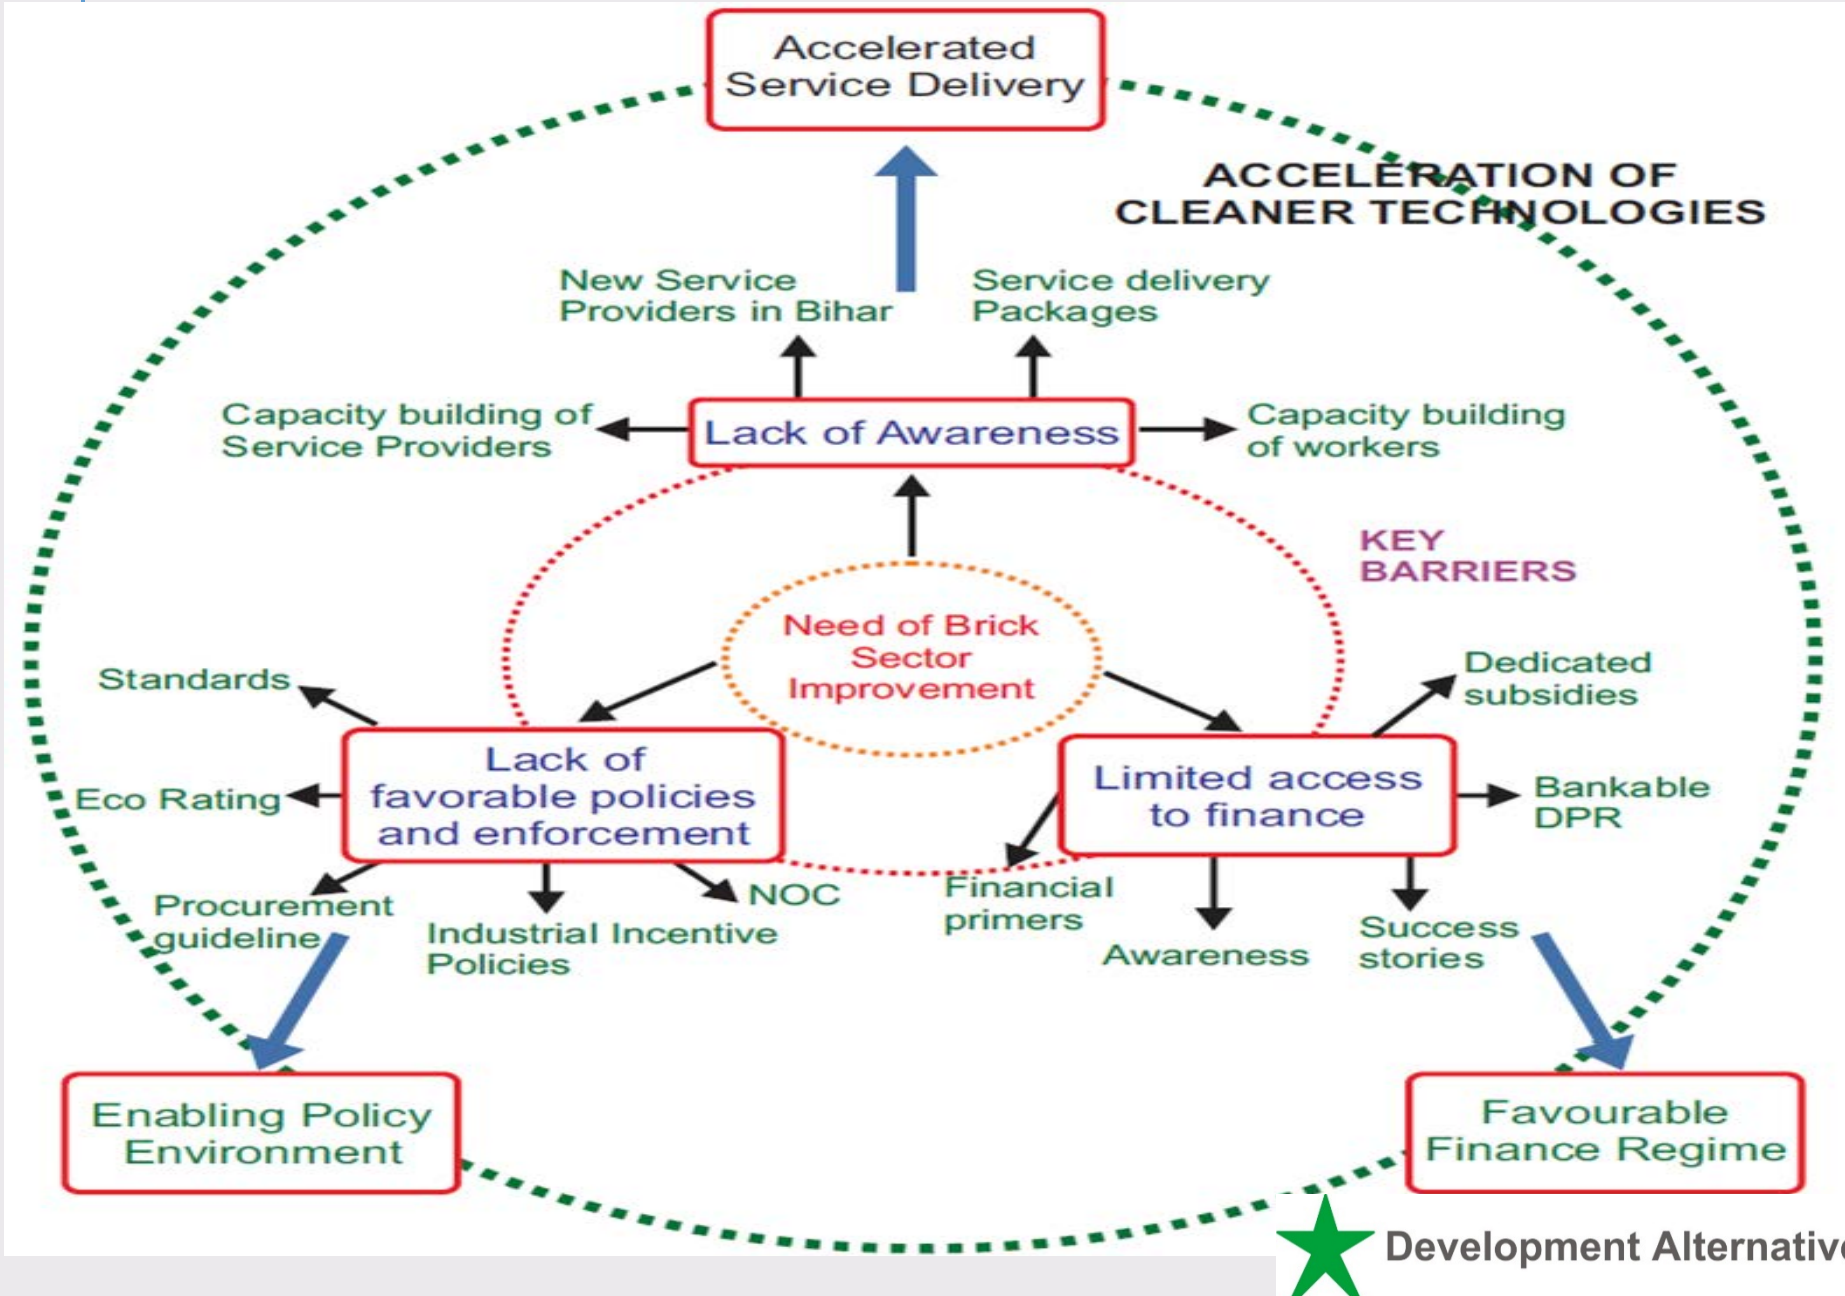 Accelerated
Service Delivery
ACCELERATION OF
CLEANER TECHNOLOGIES
New Service
Providers in Bihar
Service delivery
Packages
Capacity building of
Service Providers
Lack of Awareness
Capacity building
of workers
KEY
BARRIERS
Need of Brick
Sector
Improvement
Standards
Eco Rating
Lack of
favorable policies
and enforcement
Procurement
guideline
Industrial Incentive
Policies
NOC
Limited access
to finance
Dedicated
subsidies
Bankable
DPR
Financial
primers
Awareness
Success
stories
Enabling Policy
Environment
Favourable
Finance Regime
Development